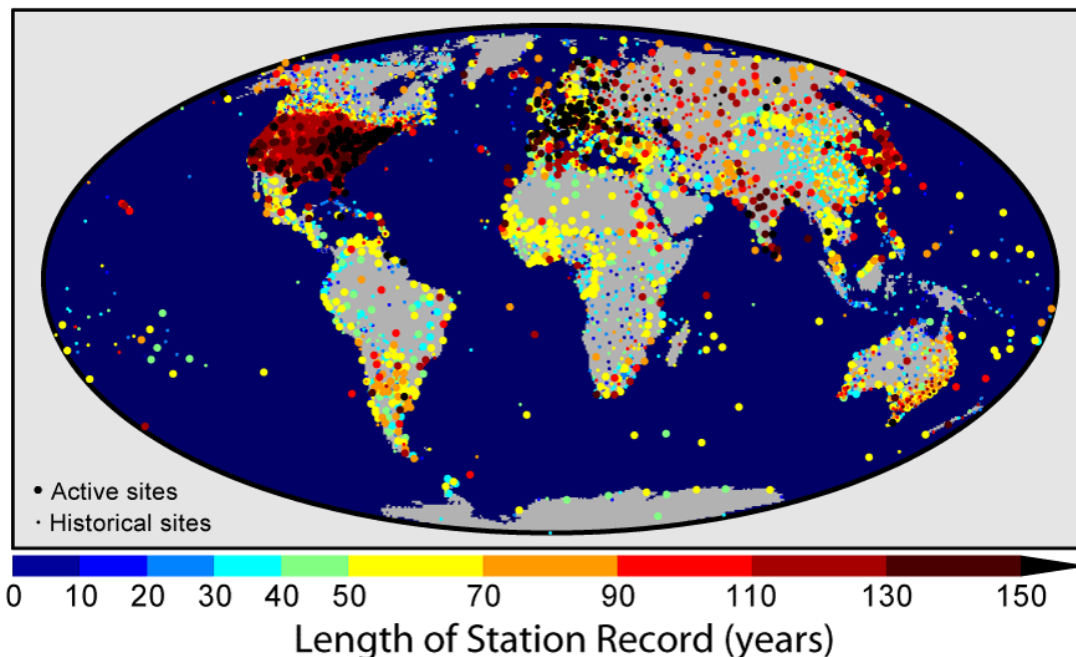 • Active sites
· Historical sites
0 10 20 30 40 50 70 90 110 130 150
Length of Station Record (years)